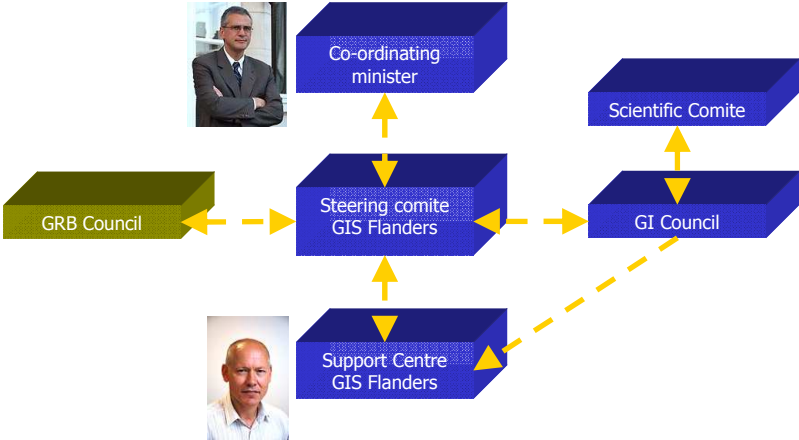 Co-ordinating
minister
Scientific Comite
GRB Council
Steering comite
GIS Flanders
GI Council
Support Centre
GIS Flanders